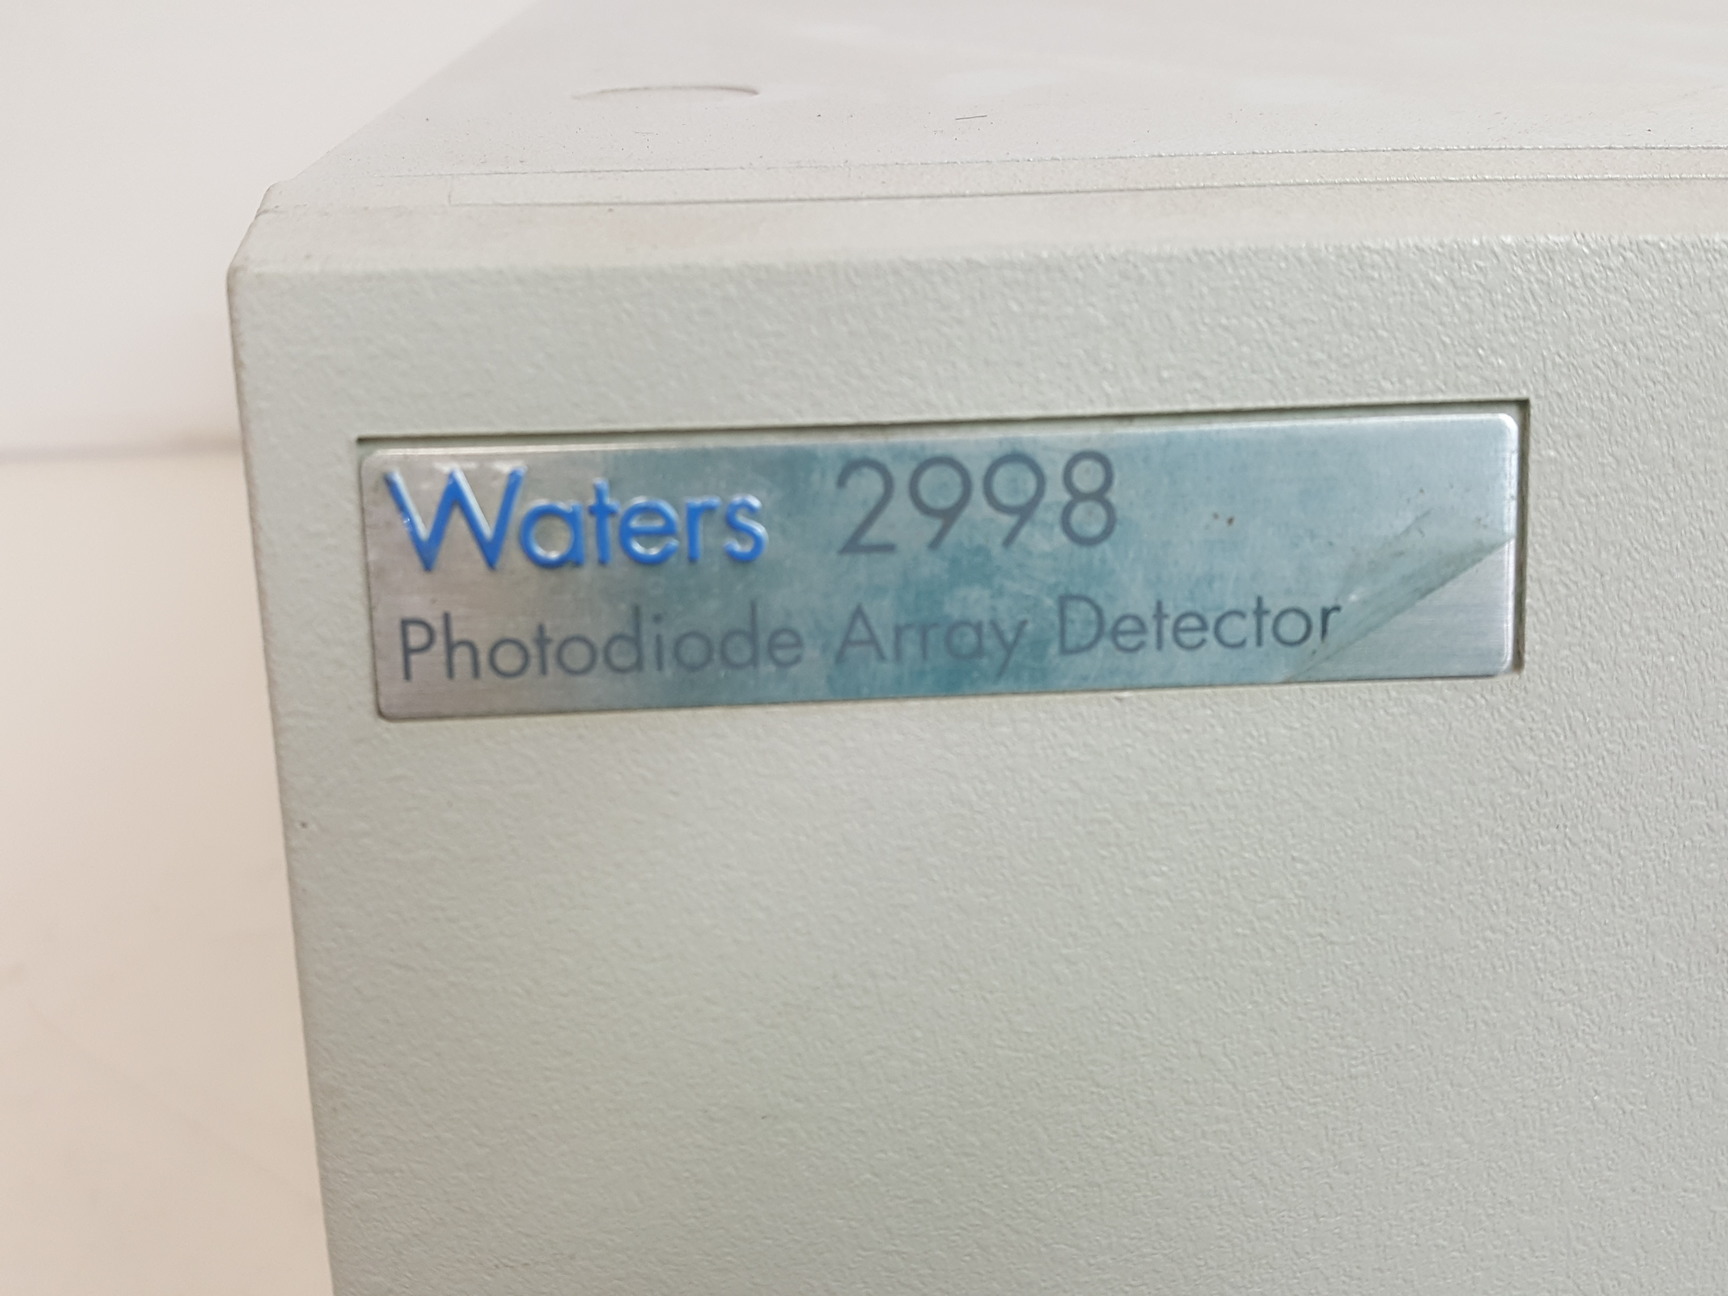 Waters 2998
Photodiode Array Detector